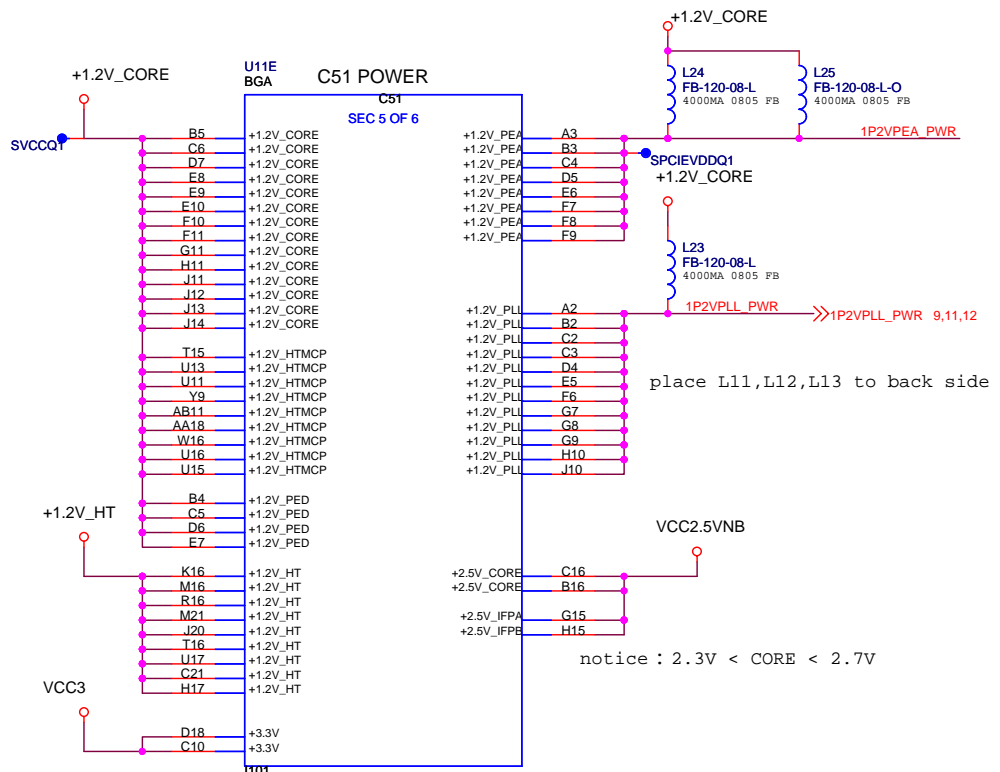 +1.2V_CORE
SVCCQ1
U11E
BGA
C51 POWER
C51
SEC 5 OF 6
B5 +1.2V_CORE
C6 +1.2V_CORE
D7 +1.2V_CORE
E8 +1.2V_CORE
E9 +1.2V_CORE
E10 +1.2V_CORE
F10 +1.2V_CORE
F11 +1.2V_CORE
G11 +1.2V_CORE
H11 +1.2V_CORE
J11 +1.2V_CORE
J12 +1.2V_CORE
J13 +1.2V_CORE
J14 +1.2V_CORE
T15 +1.2V_HTMCP
U13 +1.2V_HTMCP
U11 +1.2V_HTMCP
Y9 +1.2V_HTMCP
AB11 +1.2V_HTMCP
AA18 +1.2V_HTMCP
W16 +1.2V_HTMCP
U16 +1.2V_HTMCP
U15 +1.2V_HTMCP
B4 +1.2V_PED
C5 +1.2V_PED
D6 +1.2V_PED
E7 +1.2V_PED
+1.2V_HT
K16 +1.2V_HT
M16 +1.2V_HT
R16 +1.2V_HT
M21 +1.2V_HT
J20 +1.2V_HT
T16 +1.2V_HT
U17 +1.2V_HT
C21 +1.2V_HT
H17 +1.2V_HT
VCC3
D18 +3.3V
C10 +3.3V
+1.2V_PEA A3
+1.2V_PEA B3
+1.2V_PEA C4
+1.2V_PEA D5
+1.2V_PEA E6
+1.2V_PEA F7
+1.2V_PEA F8
+1.2V_PEA F9
+1.2V_CORE
L24
FB-120-08-L
4000MA 0805 FB
L25
FB-120-08-L-O
4000MA 0805 FB
1P2VPEA_PWR
SPCIEVDDQ1
+1.2V_CORE
L23
FB-120-08-L
4000MA 0805 FB
+1.2V_PLL A2
+1.2V_PLL B2
+1.2V_PLL C2
+1.2V_PLL C3
+1.2V_PLL D4
+1.2V_PLL E5
+1.2V_PLL F6
+1.2V_PLL G7
+1.2V_PLL G8
+1.2V_PLL G9
+1.2V_PLL H10
+1.2V_PLL J10
1P2VPLL_PWR
1P2VPLL_PWR 9,11,12
place L11,L12,L13 to back side
VCC2.5VNB
+2.5V_CORE C16
+2.5V_CORE B16
+2.5V_IFPA G15
+2.5V_IFPB H15
notice : 2.3V < CORE < 2.7V